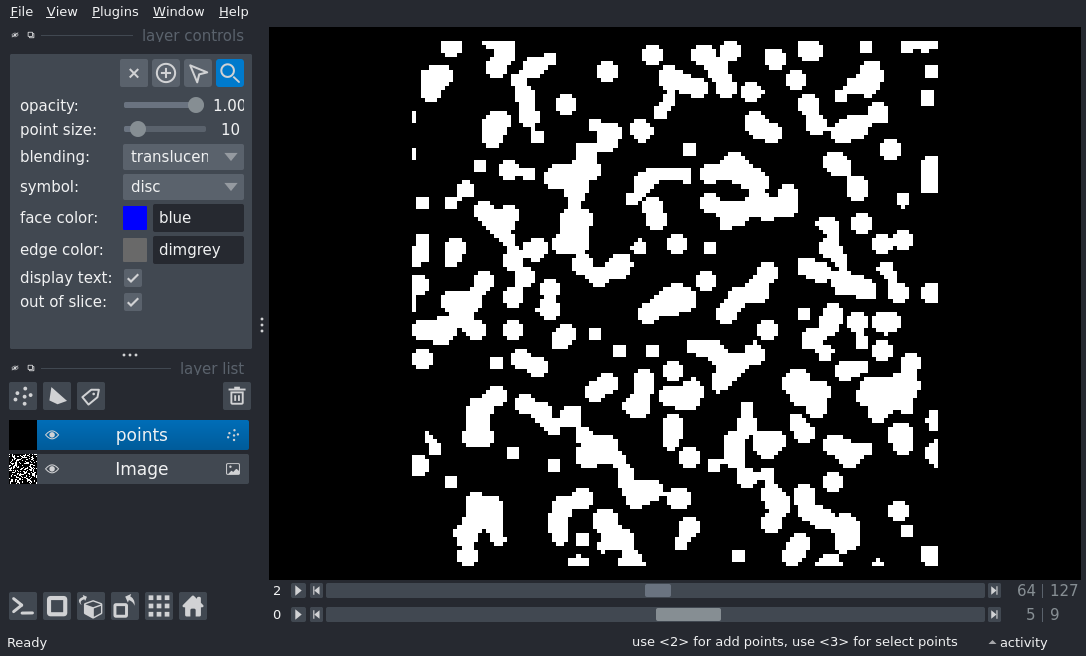 File View Plugins Window Help
layer controls
opacity: 1.00
point size: 10
blending: translucen
symbol: disc
face color: blue
edge color: dimgrey
display text:
out of slice:
layer list
points
Image
2 64 127
0 5 9
Ready use <2> for add points, use <3> for select points activity